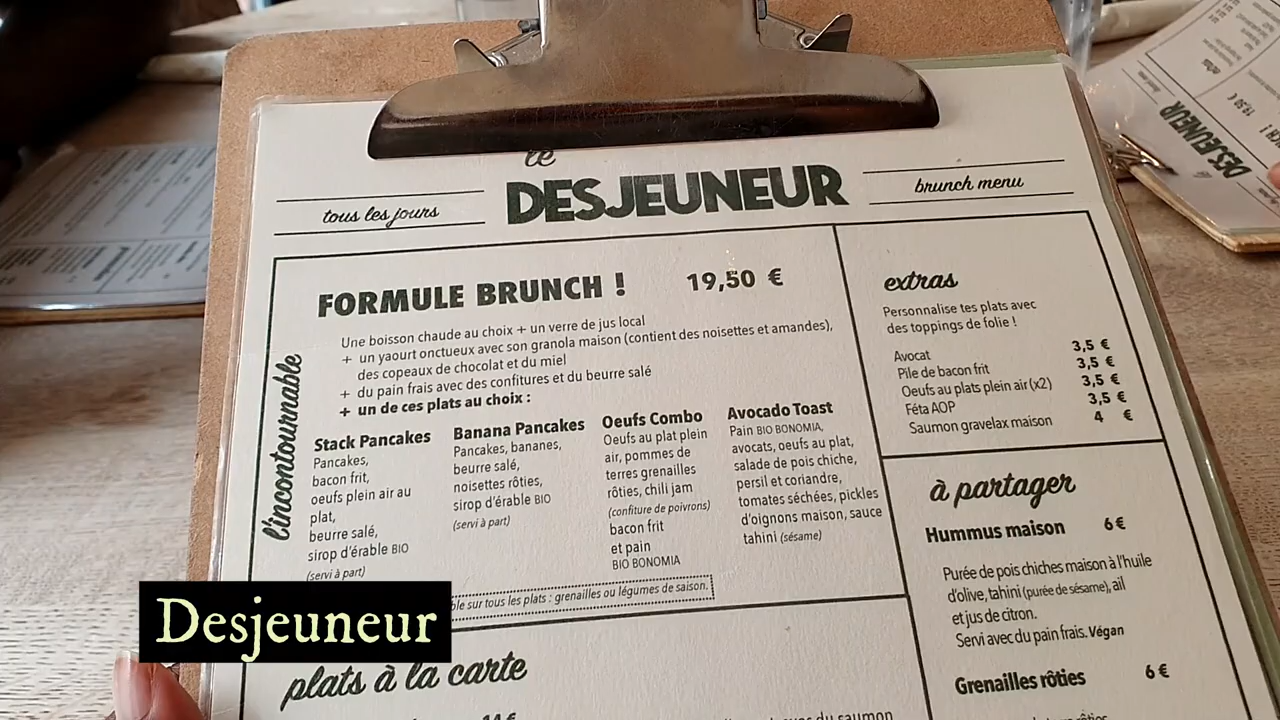 le
DESJEUNEUR
tous les jours
brunch menu
FORMULE BRUNCH ! 19,50 €
Une boisson chaude au choix + un verre de jus local
+ un yaourt onctueux avec son granola maison (contient des noisettes et amandes),
des copeaux de chocolat et du miel
+ du pain frais avec des confitures et du beurre salé
+ un de ces plats au choix :
l'incontournable
Stack Pancakes
Pancakes,
bacon frit,
oeufs plein air au
plat,
beurre salé,
sirop d'érable BIO
(servi à part)
Banana Pancakes
Pancakes, bananes,
beurre salé,
noisettes rôties,
sirop d'érable BIO
(servi à part)
Oeufs Combo
Oeufs au plat plein
air, pommes de
terres grenailles
rôties, chili jam
(confiture de poivrons)
bacon frit
et pain
BIO BONOMIA
Avocado Toast
Pain BIO BONOMIA,
avocats, oeufs au plat,
salade de pois chiche,
persil et coriandre,
tomates séchées, pickles
d'oignons maison, sauce
tahini (sésame)
sur tous les plats : grenailles ou légumes de saison.
plats à la carte
extras
Personnalise tes plats avec
des toppings de folie !
Avocat 3,5 €
Pile de bacon frit 3,5 €
Oeufs au plats plein air (x2) 3,5 €
Féta AOP 3,5 €
Saumon gravelax maison 4 €
à partager
Hummus maison 6 €
Purée de pois chiches maison à l'huile
d'olive, tahini (purée de sésame), ail
et jus de citron.
Servi avec du pain frais. Végan
Grenailles rôties 6 €
du saumon
DESJEUNEUR
19,50 €
extras
Desjeuneur